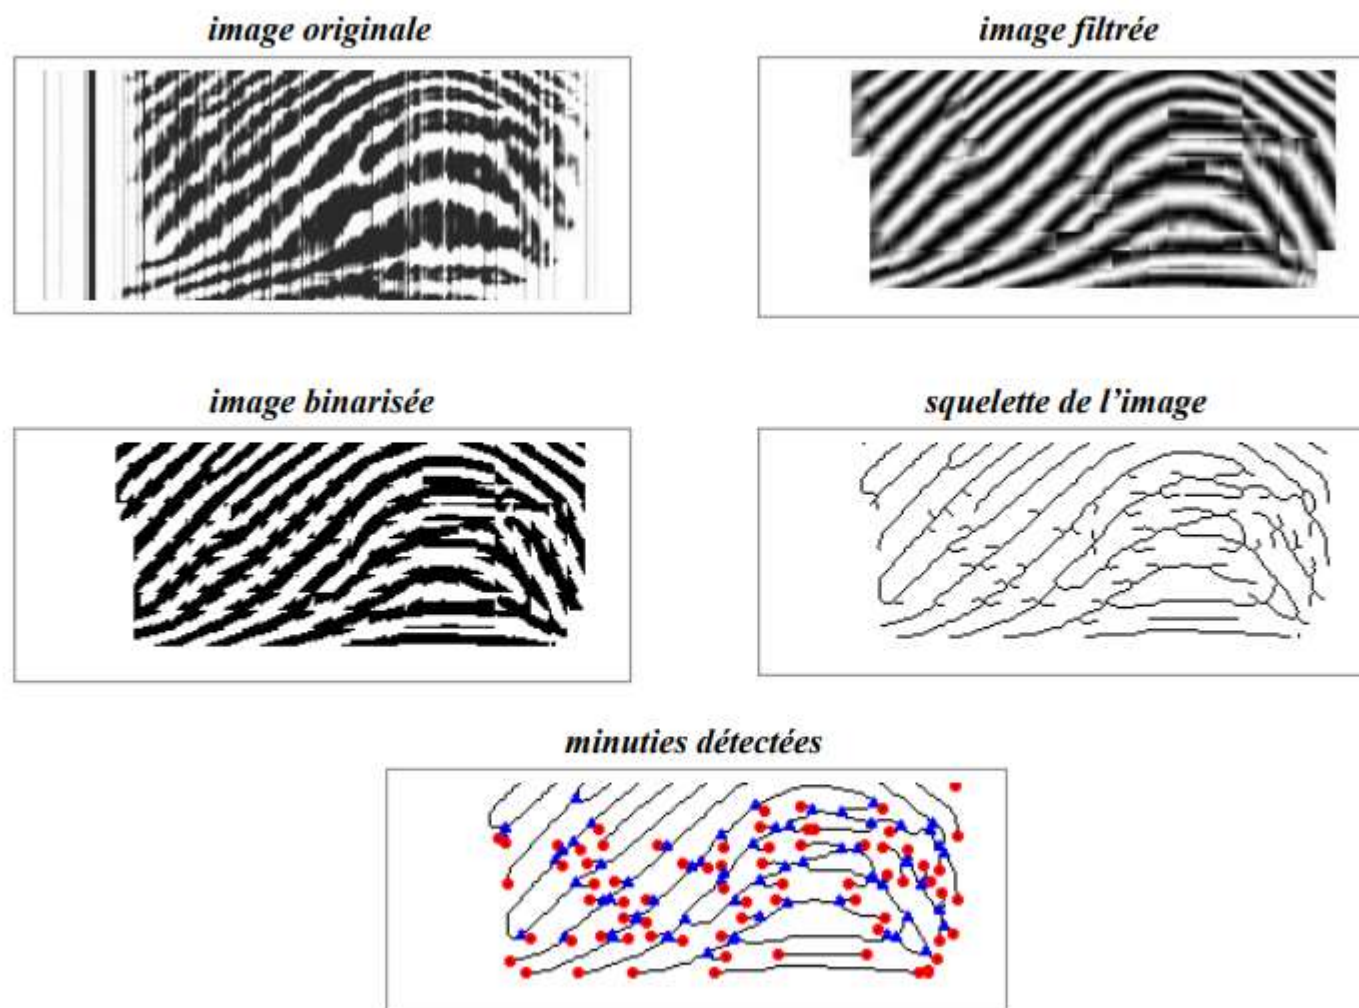 image originale
image filtrée
image binarisée
squelette de l'image
minuties détectées